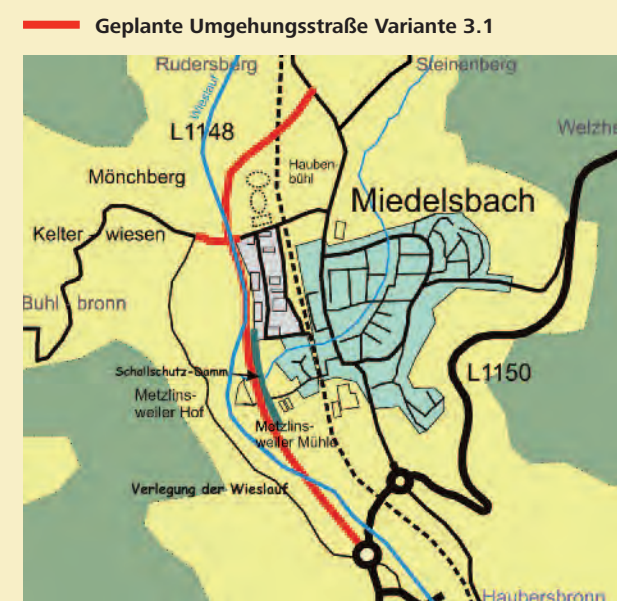 Geplante Umgehungsstraße Variante 3.1
Rudersberg
Steinenberg
Wieslauf
L1148
Welzhe
Hauben-
bühl
Mönchberg
Miedelsbach
Kelter - wiesen
Buhl - bronn
Schallschutz-Damm
L1150
Metzlins-
weiler Hof
Metzlins-
weiler Mühle
Verlegung der Wieslauf
Haubersbronn